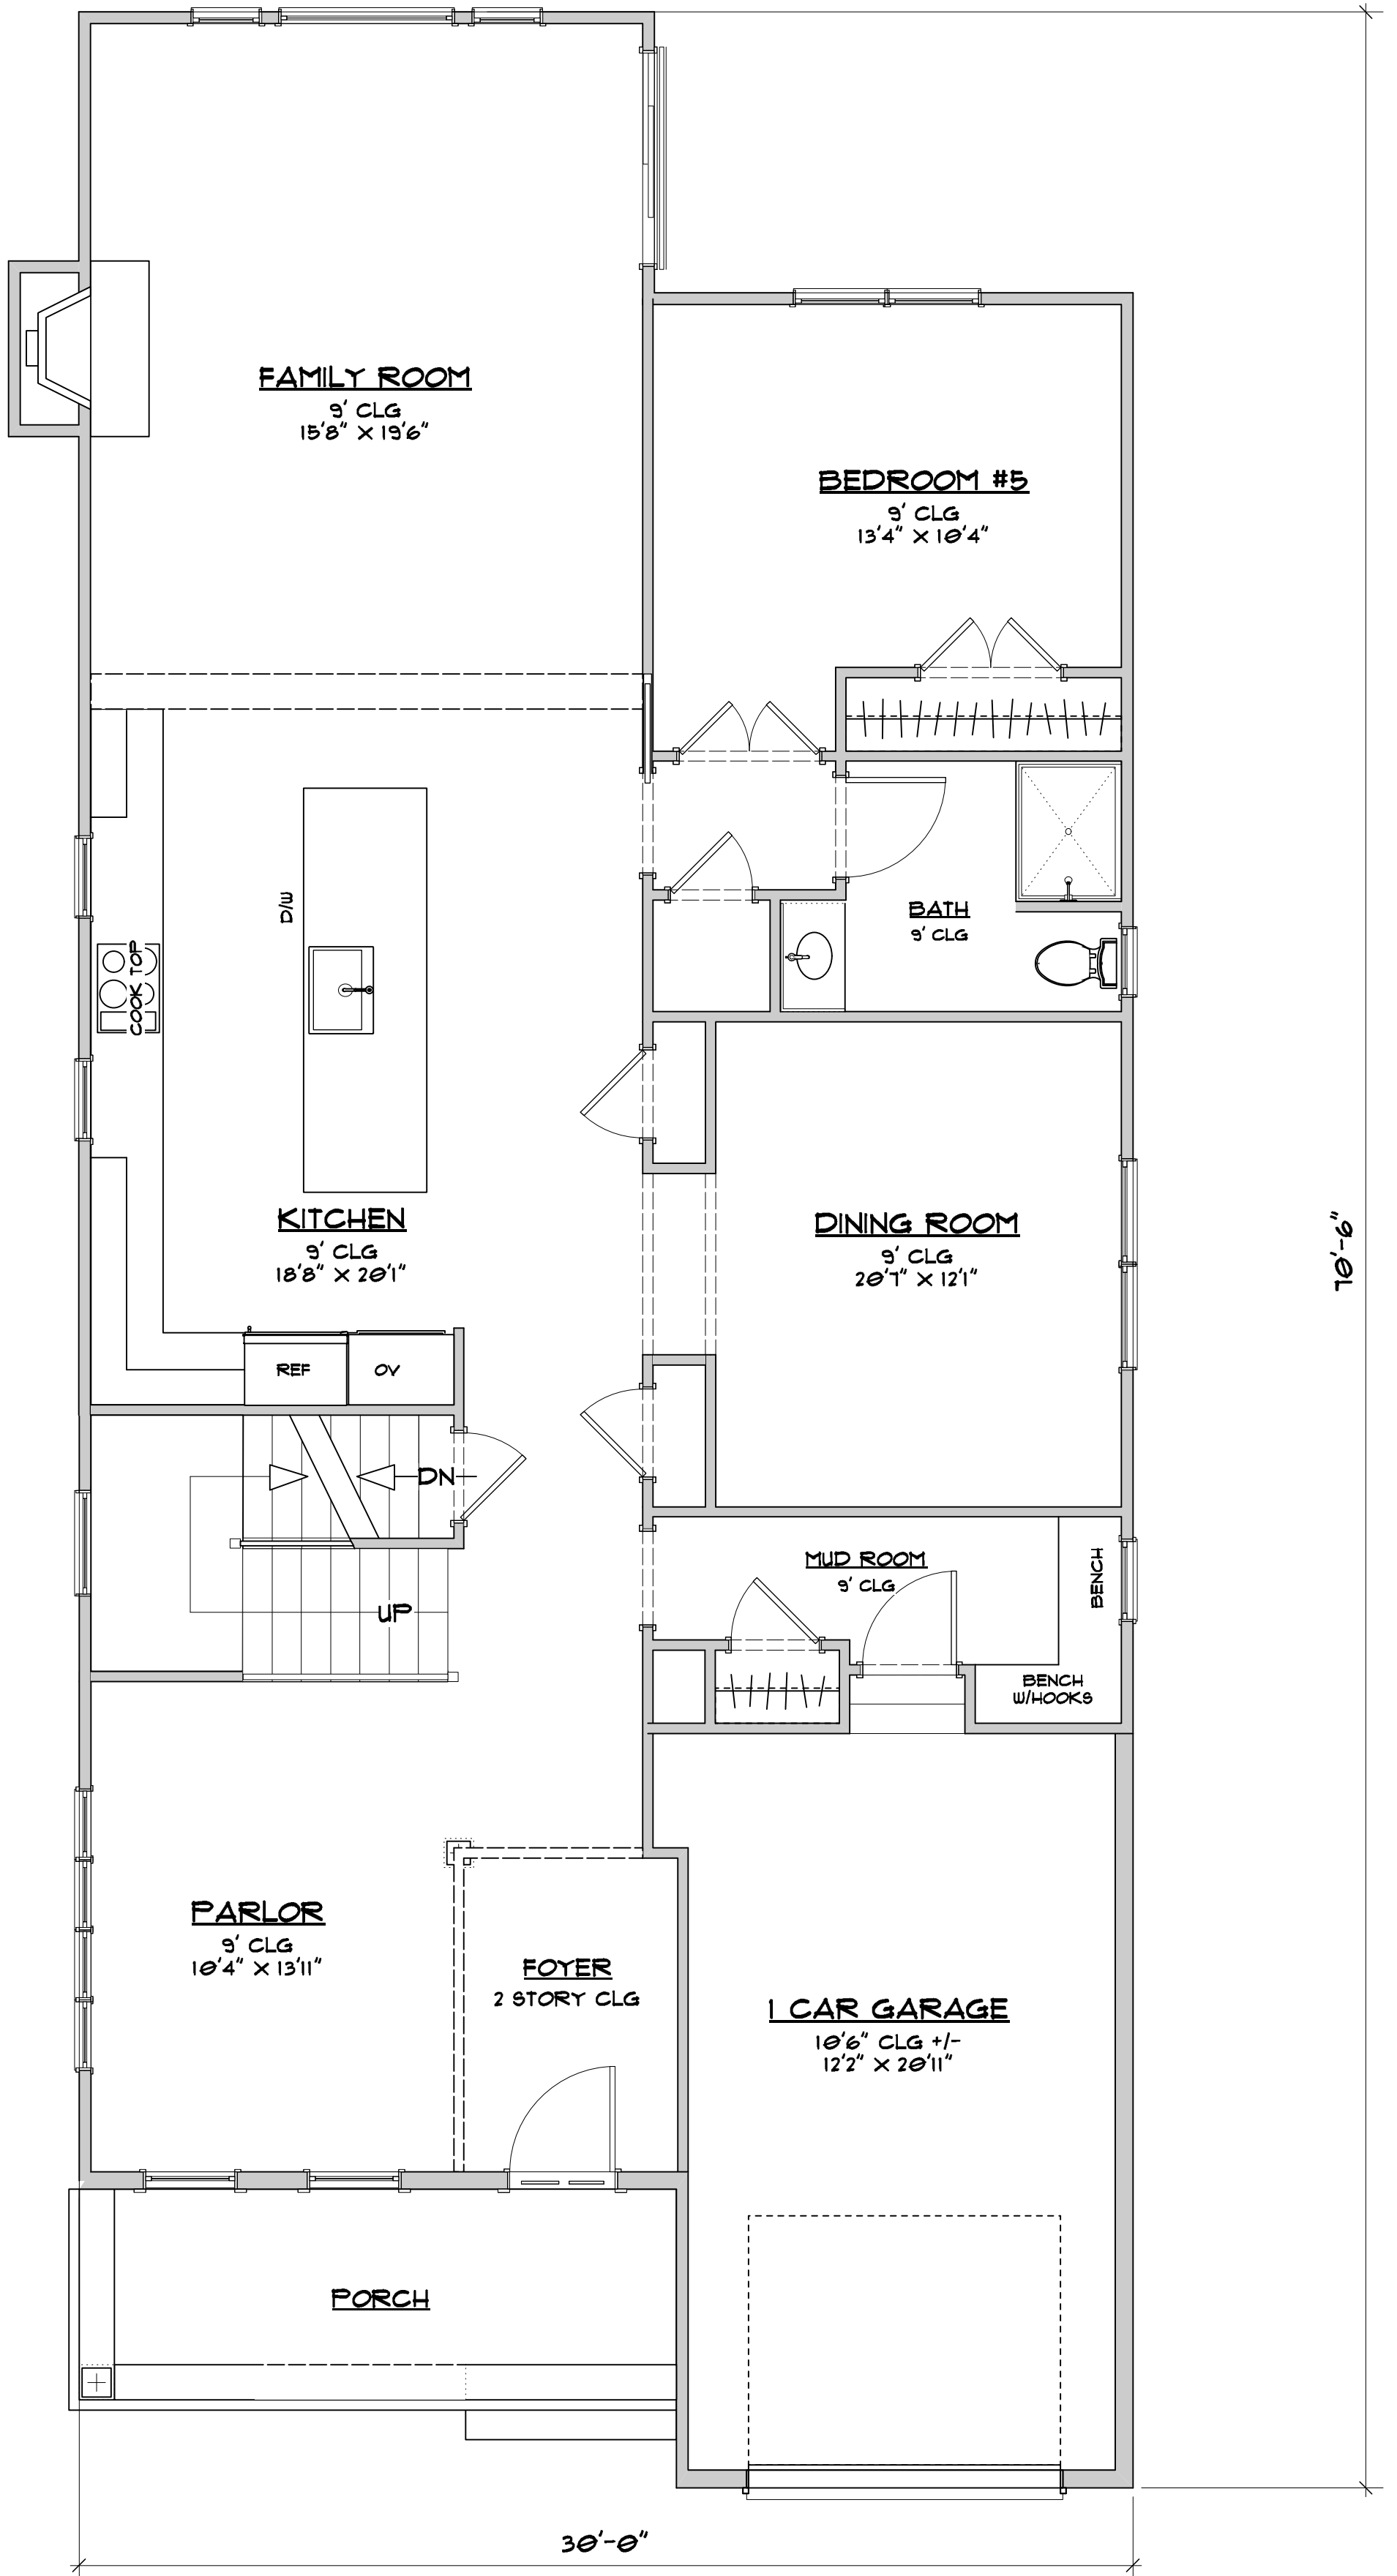 FAMILY ROOM
9' CLG
15'8" X 19'6"
BEDROOM #5
9' CLG
13'4" X 10'4"
D/W
COOK TOP
BATH
9' CLG
KITCHEN
9' CLG
18'8" X 20'1"
DINING ROOM
9' CLG
20'7" X 12'1"
70'-6"
REF
OV
DN
UP
MUD ROOM
9' CLG
BENCH
BENCH
W/HOOKS
PARLOR
9' CLG
10'4" X 13'11"
FOYER
2 STORY CLG
1 CAR GARAGE
10'6" CLG +/-
12'2" X 20'11"
PORCH
30'-0"